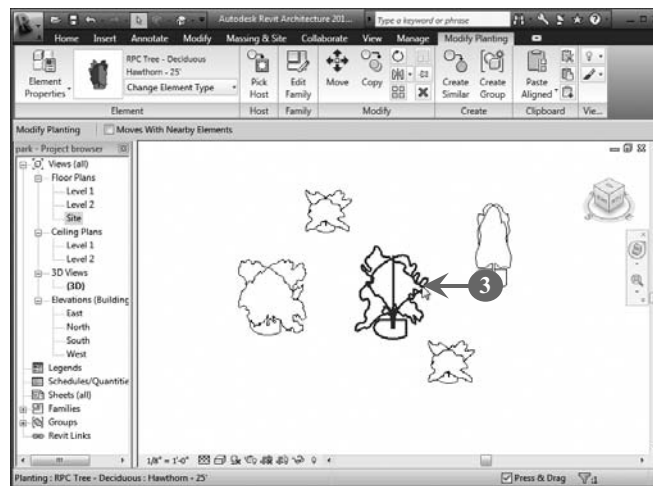 Autodesk Revit Architecture 201...
Type a keyword or phrase
Home Insert Annotate Modify Massing & Site Collaborate View Manage Modify Planting
Element Properties
RPC Tree - Deciduous
Hawthorn - 25'
Change Element Type
Pick Host
Edit Family
Move
Copy
Create Similar
Create Group
Paste Aligned
Element Host Family Modify Create Clipboard Vie...
Modify Planting Moves With Nearby Elements
park - Project browser
Views (all)
Floor Plans
Level 1
Level 2
Site
Ceiling Plans
Level 1
Level 2
3D Views
{3D}
Elevations (Building
East
North
South
West
Legends
Schedules/Quantitie
Sheets (all)
Families
Groups
Revit Links
3
1/8" = 1'-0"
Planting : RPC Tree - Deciduous : Hawthorn - 25'
Press & Drag
:1